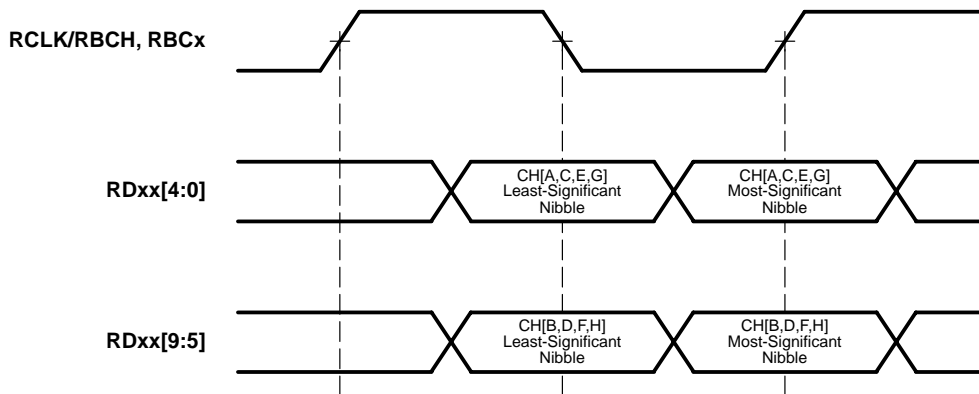 RCLK/RBCH, RBCx
RDxx[4:0]
CH[A,C,E,G]
Least-Significant
Nibble
CH[A,C,E,G]
Most-Significant
Nibble
RDxx[9:5]
CH[B,D,F,H]
Least-Significant
Nibble
CH[B,D,F,H]
Most-Significant
Nibble